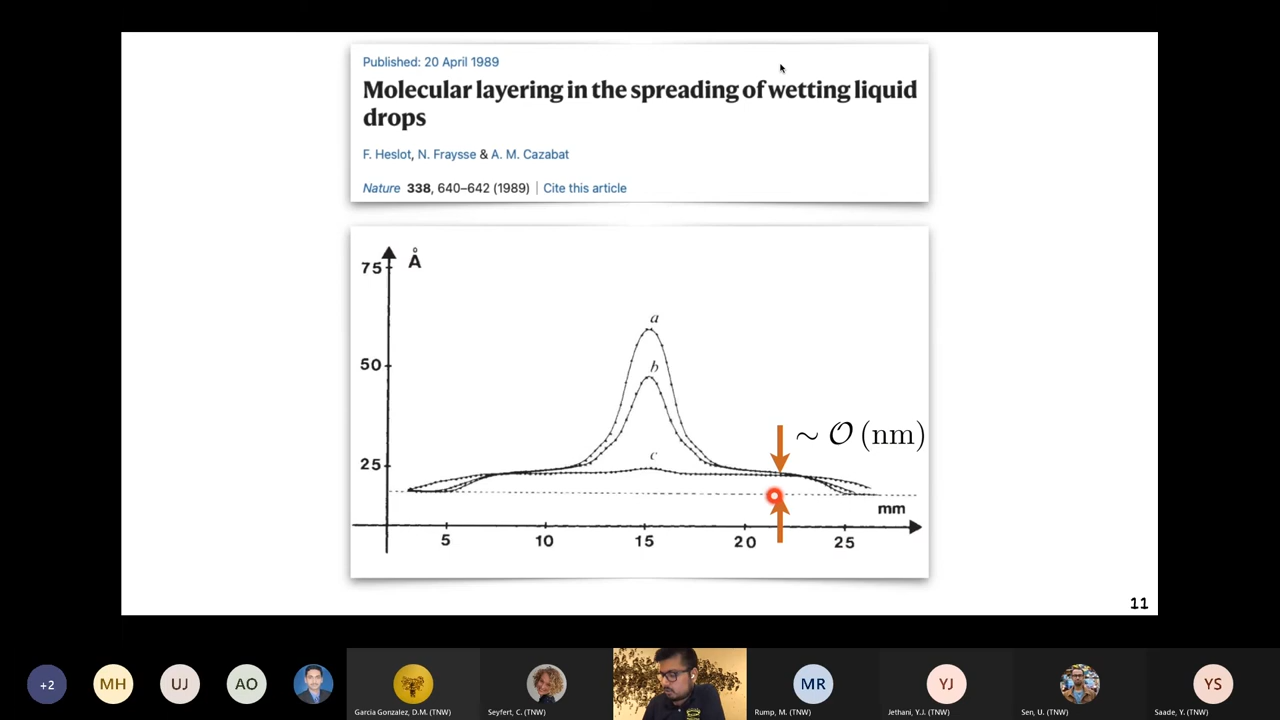 Published: 20 April 1989
Molecular layering in the spreading of wetting liquid
drops
F. Heslot, N. Fraysse & A. M. Cazabat
Nature 338, 640–642 (1989) | Cite this article
75 Å
a
50
b
~ O (nm)
c
25
mm
5 10 15 20 25
11
+2 MH UJ AO MR YJ YS
Garcia Gonzalez, D.M. (TNW) Seyfert, C. (TNW) Rump, M. (TNW) Jethani, Y.J. (TNW) Sen, U. (TNW) Saade, Y. (TNW)